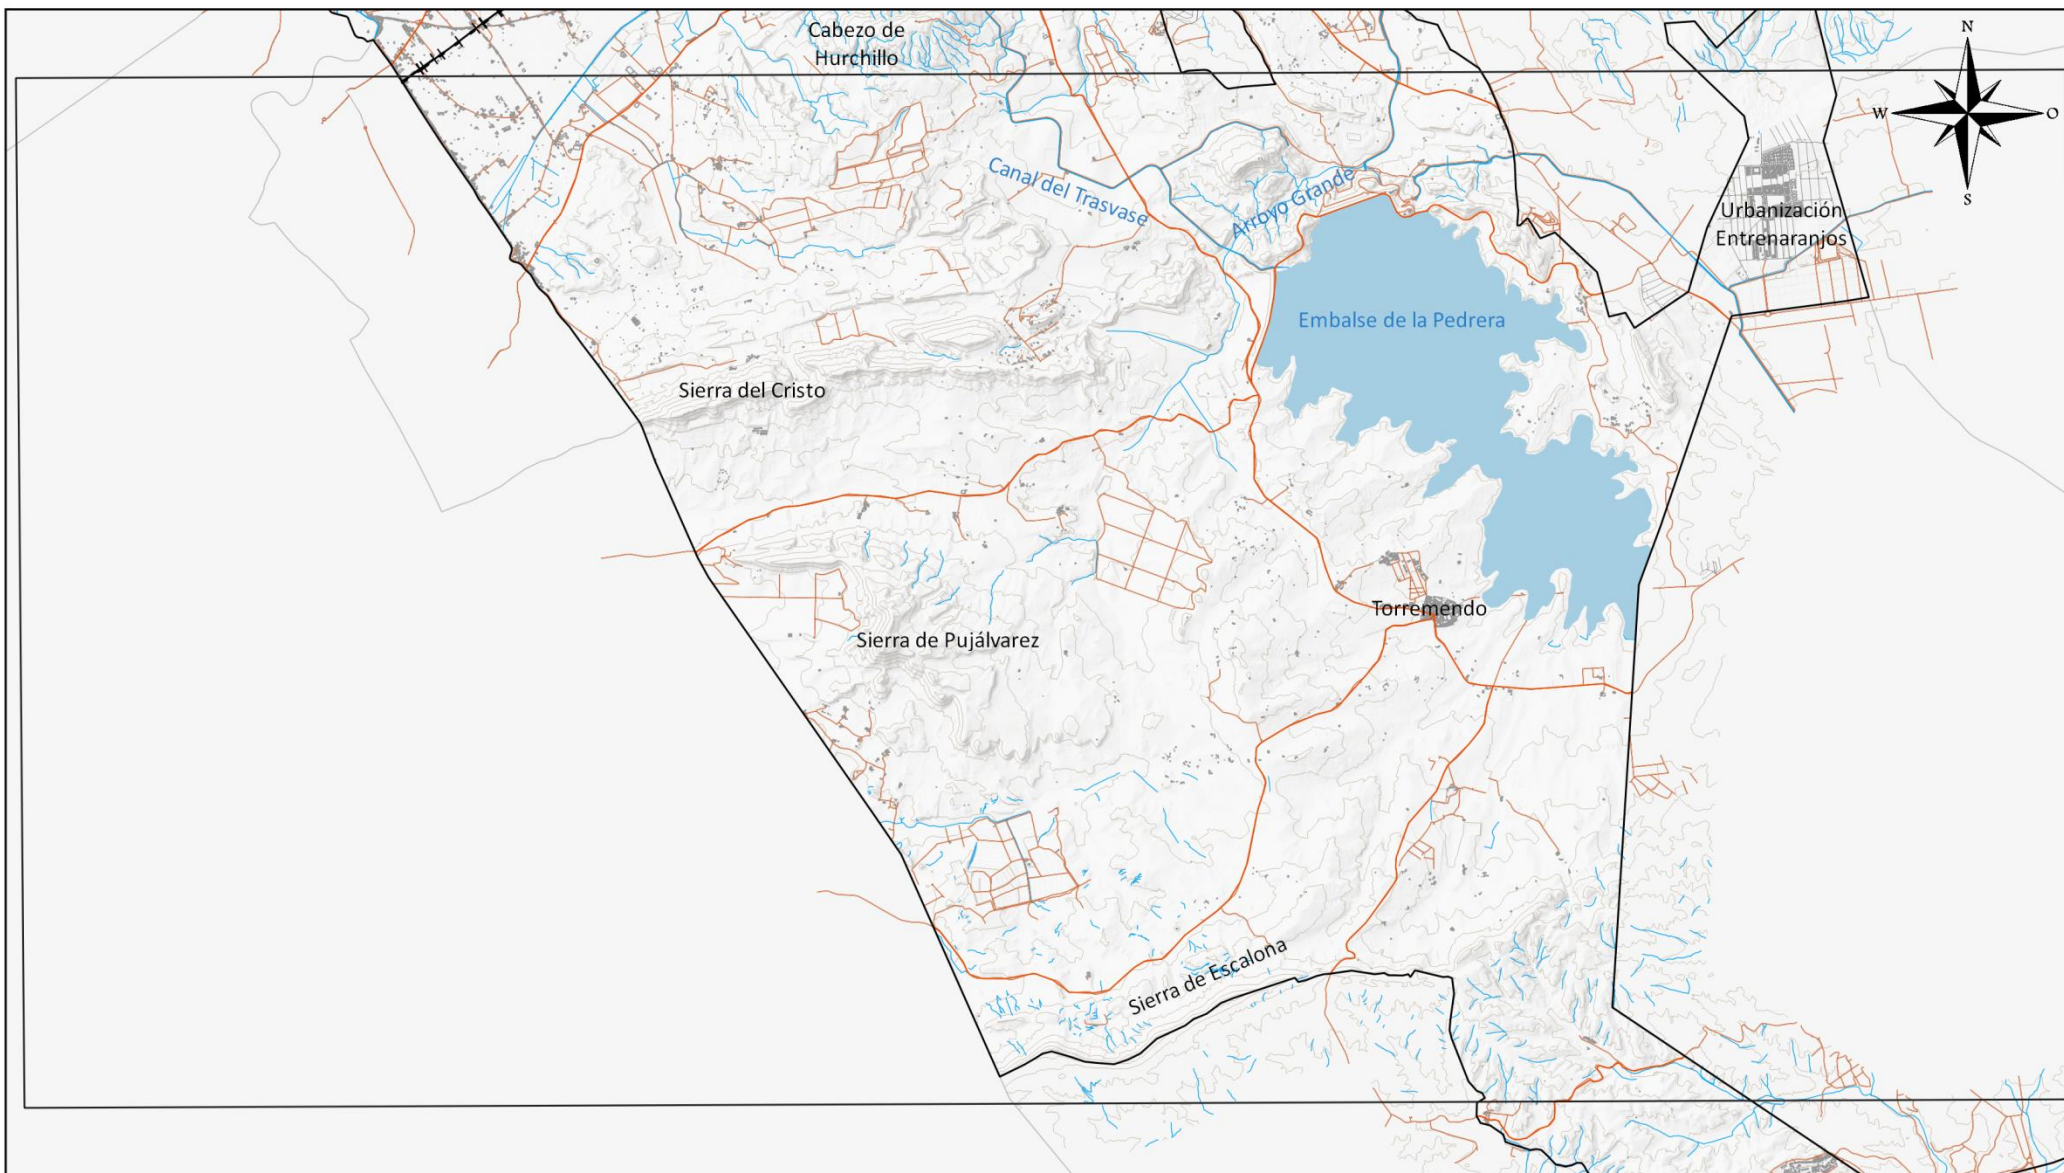 Cabezo de
Hurchillo
N
W
O
S
Canal del Trasvase
Arroyo Grande
Urbanización
Entrenaranjos
Embalse de la Pedrera
Sierra del Cristo
Torremendo
Sierra de Pujálvarez
Sierra de Escalona